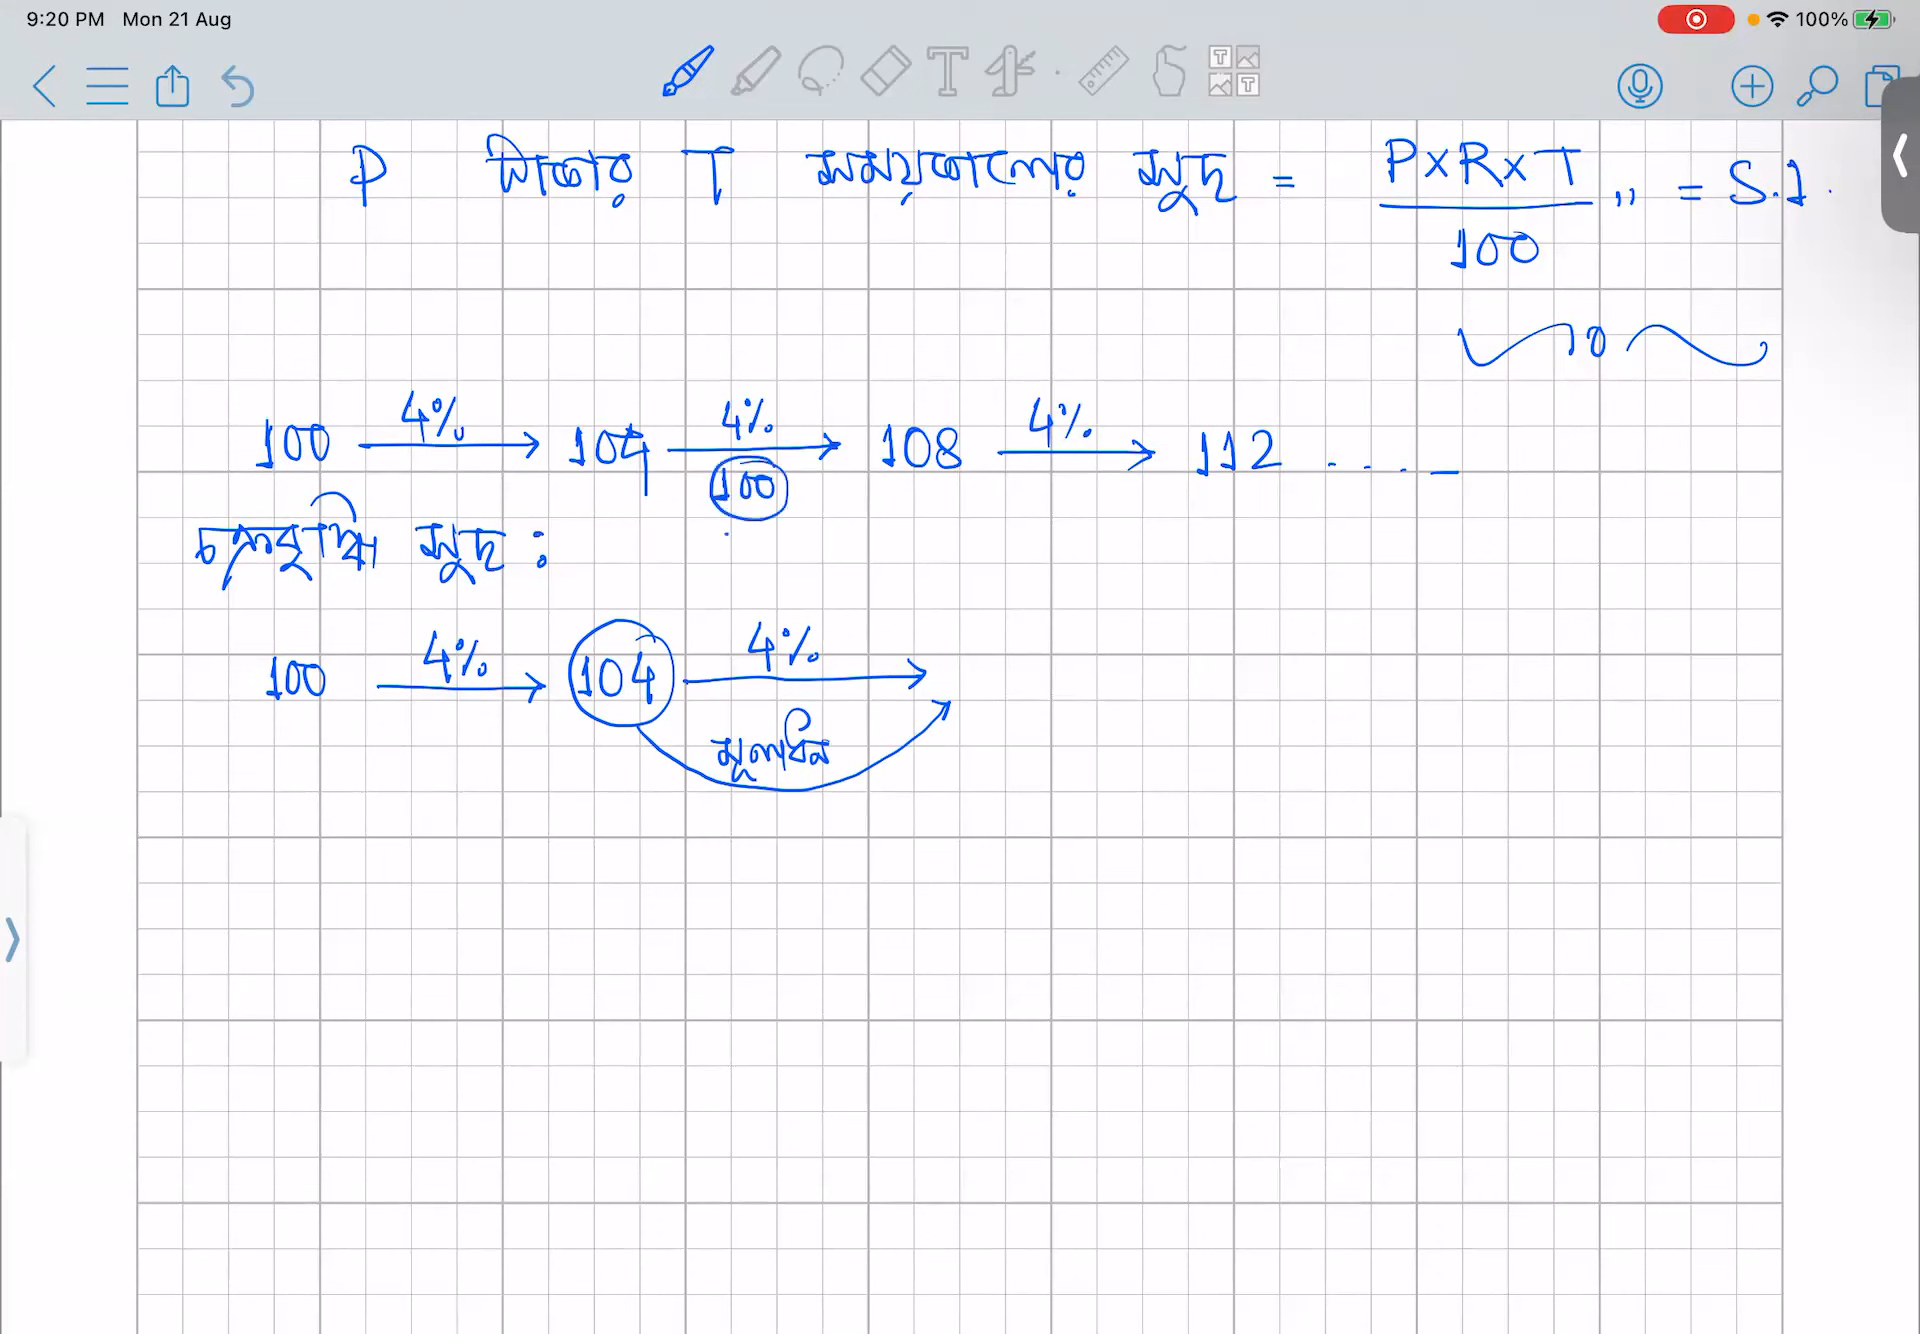 9:20 PM Mon 21 Aug 100%
P টাকার T সময়কালের সুদ = P×R×T / 100 ,, = S.I.
100 4% → 104 4% → 108 4% → 112 ....
100
চক্রবৃদ্ধি সুদ :
100 4% → 104 4% →
মূলধন